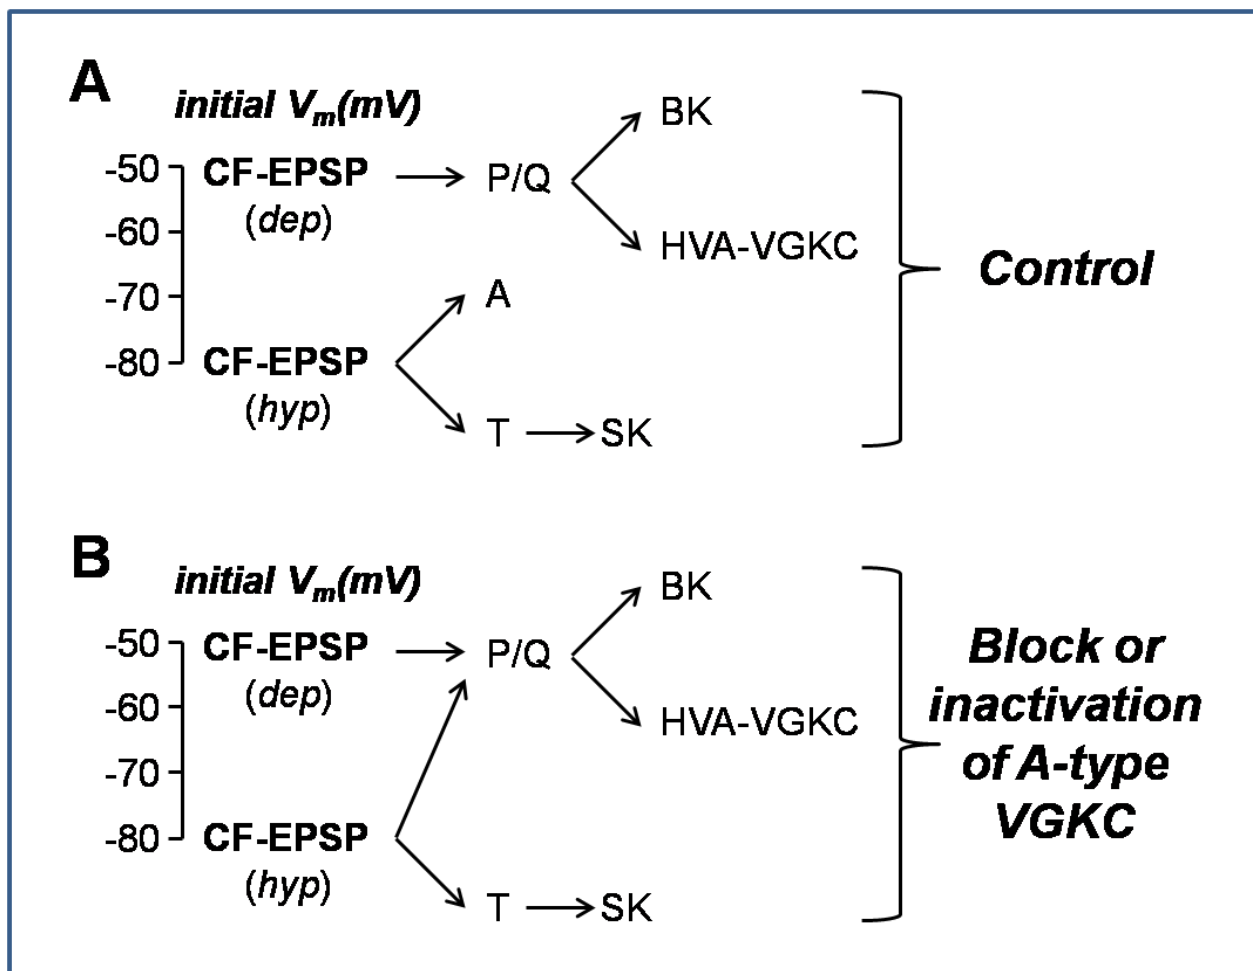 A
initial Vm(mV)
BK
-50 CF-EPSP P/Q
(dep)
-60
HVA-VGKC
Control
-70 A
-80 CF-EPSP
(hyp)
T SK
B
initial Vm(mV)
BK
-50 CF-EPSP P/Q
(dep)
-60
HVA-VGKC
-70
-80 CF-EPSP
(hyp)
T SK
Block or
inactivation
of A-type
VGKC